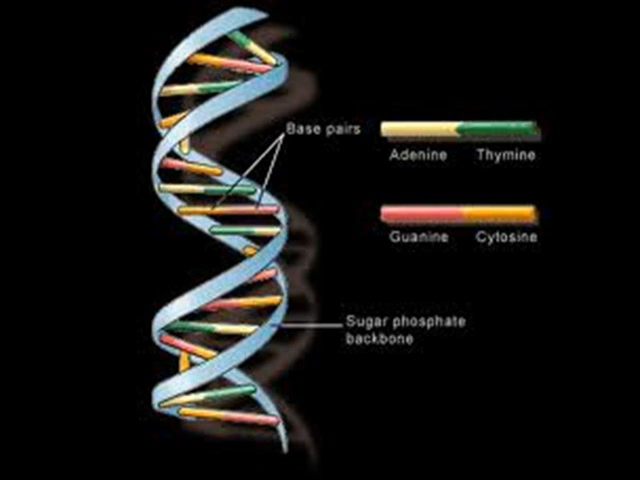 Base pairs
Adenine Thymine
Guanine Cytosine
Sugar phosphate
backbone